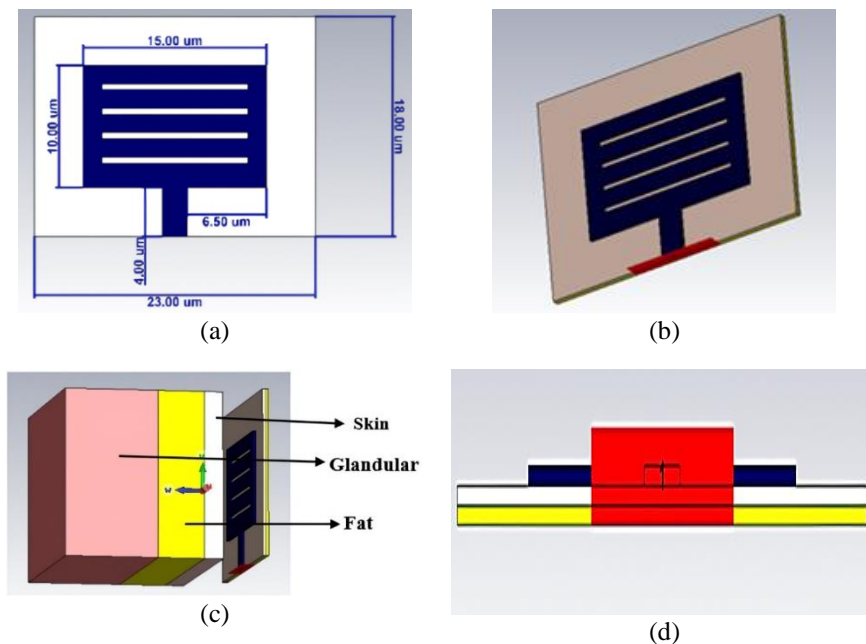 15.00 um
10.00 um
18.00 um
6.50 um
4.00 um
23.00 um
(a)
(b)
Skin
Glandular
Fat
(c)
(d)